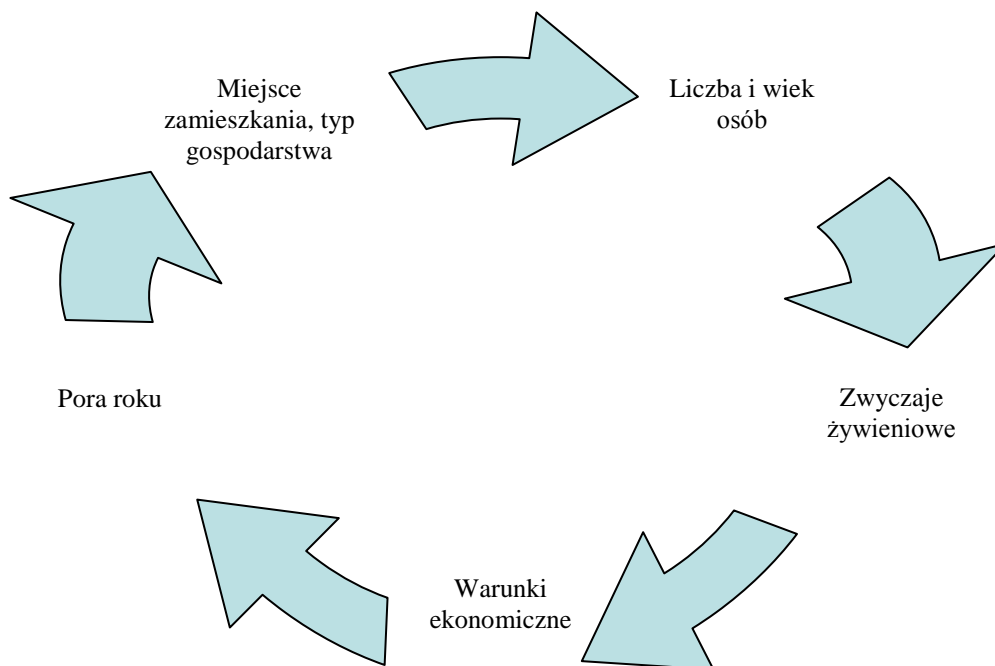 Miejsce
zamieszkania, typ
gospodarstwa
Liczba i wiek
osób
Zwyczaje
żywieniowe
Warunki
ekonomiczne
Pora roku